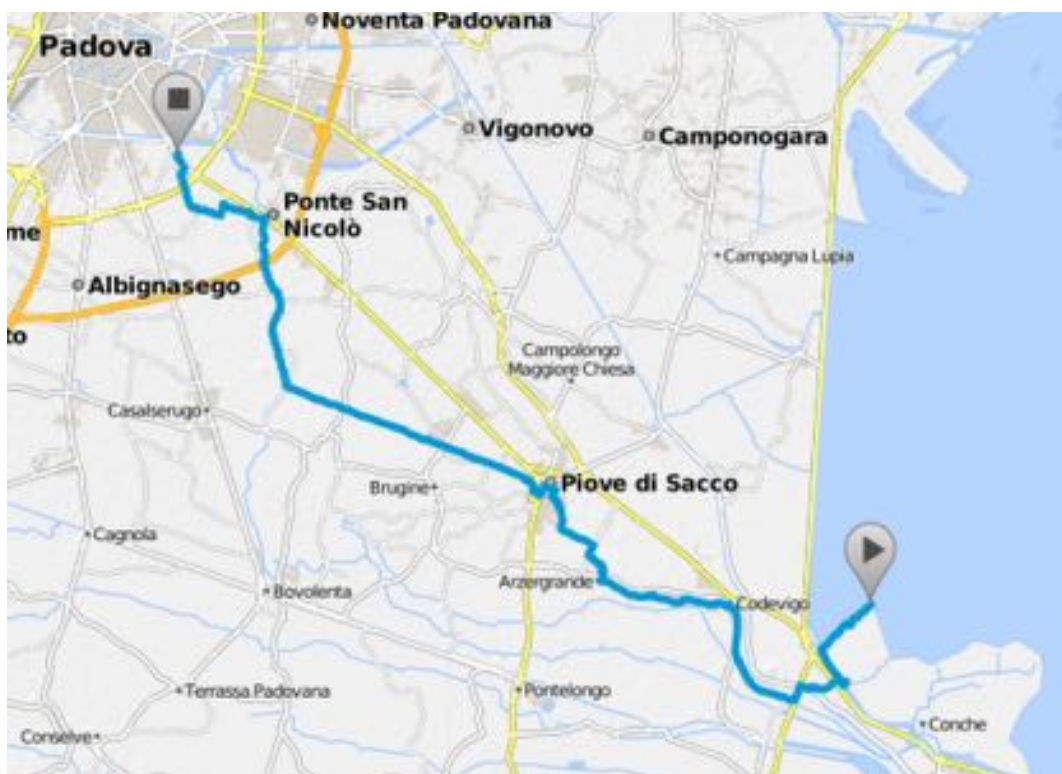 Noventa Padovana
Padova
Vigonovo
Camponogara
Ponte San
Nicolò
me
Campagna Lupia
Albignasego
to
Campolongo
Maggiore Chiesa
Casalserugo
Piove di Sacco
Brugine
Cagnola
Arzergrande
Bovolenta
Codevigo
Terrassa Padovana
Pontelongo
Conche
Conselve